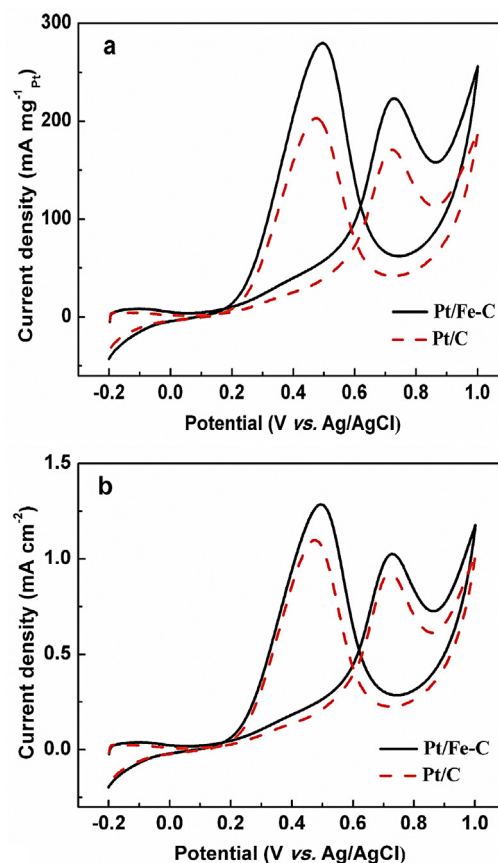 a
Current density (mA mg⁻¹Pt)
300
200
100
0
Pt/Fe-C
Pt/C
-0.2 0.0 0.2 0.4 0.6 0.8 1.0
Potential (V vs. Ag/AgCl)
b
Current density (mA cm⁻²)
1.5
1.0
0.5
0.0
Pt/Fe-C
Pt/C
-0.2 0.0 0.2 0.4 0.6 0.8 1.0
Potential (V vs. Ag/AgCl)